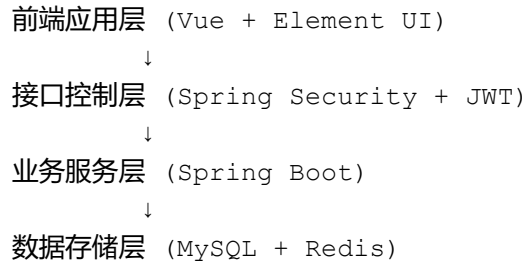 前端应用层 (Vue + Element UI)
↓
接口控制层 (Spring Security + JWT)
↓
业务服务层 (Spring Boot)
↓
数据存储层 (MySQL + Redis)